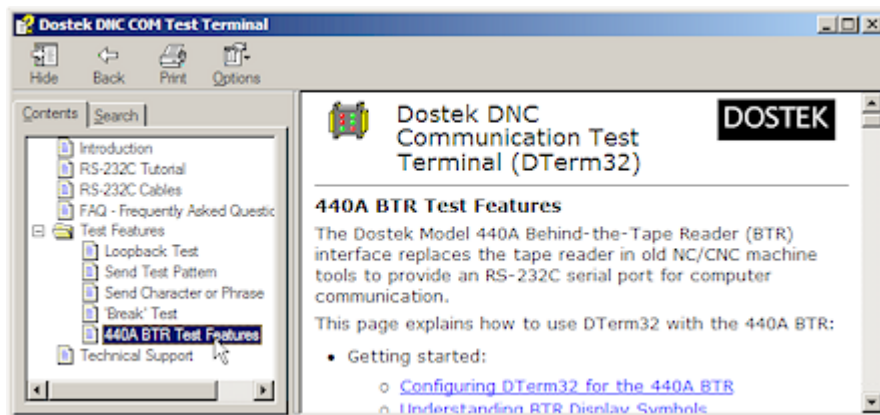 Dostek DNC COM Test Terminal
Hide Back Print Options
Contents Search
Introduction
RS-232C Tutorial
RS-232C Cables
FAQ - Frequently Asked Questic
Test Features
Loopback Test
Send Test Pattern
Send Character or Phrase
'Break' Test
440A BTR Test Features
Technical Support
Dostek DNC
Communication Test
Terminal (DTerm32)
DOSTEK
440A BTR Test Features
The Dostek Model 440A Behind-the-Tape Reader (BTR)
interface replaces the tape reader in old NC/CNC machine
tools to provide an RS-232C serial port for computer
communication.
This page explains how to use DTerm32 with the 440A BTR:
• Getting started:
o Configuring DTerm32 for the 440A BTR
o Understanding BTR Display Symbols